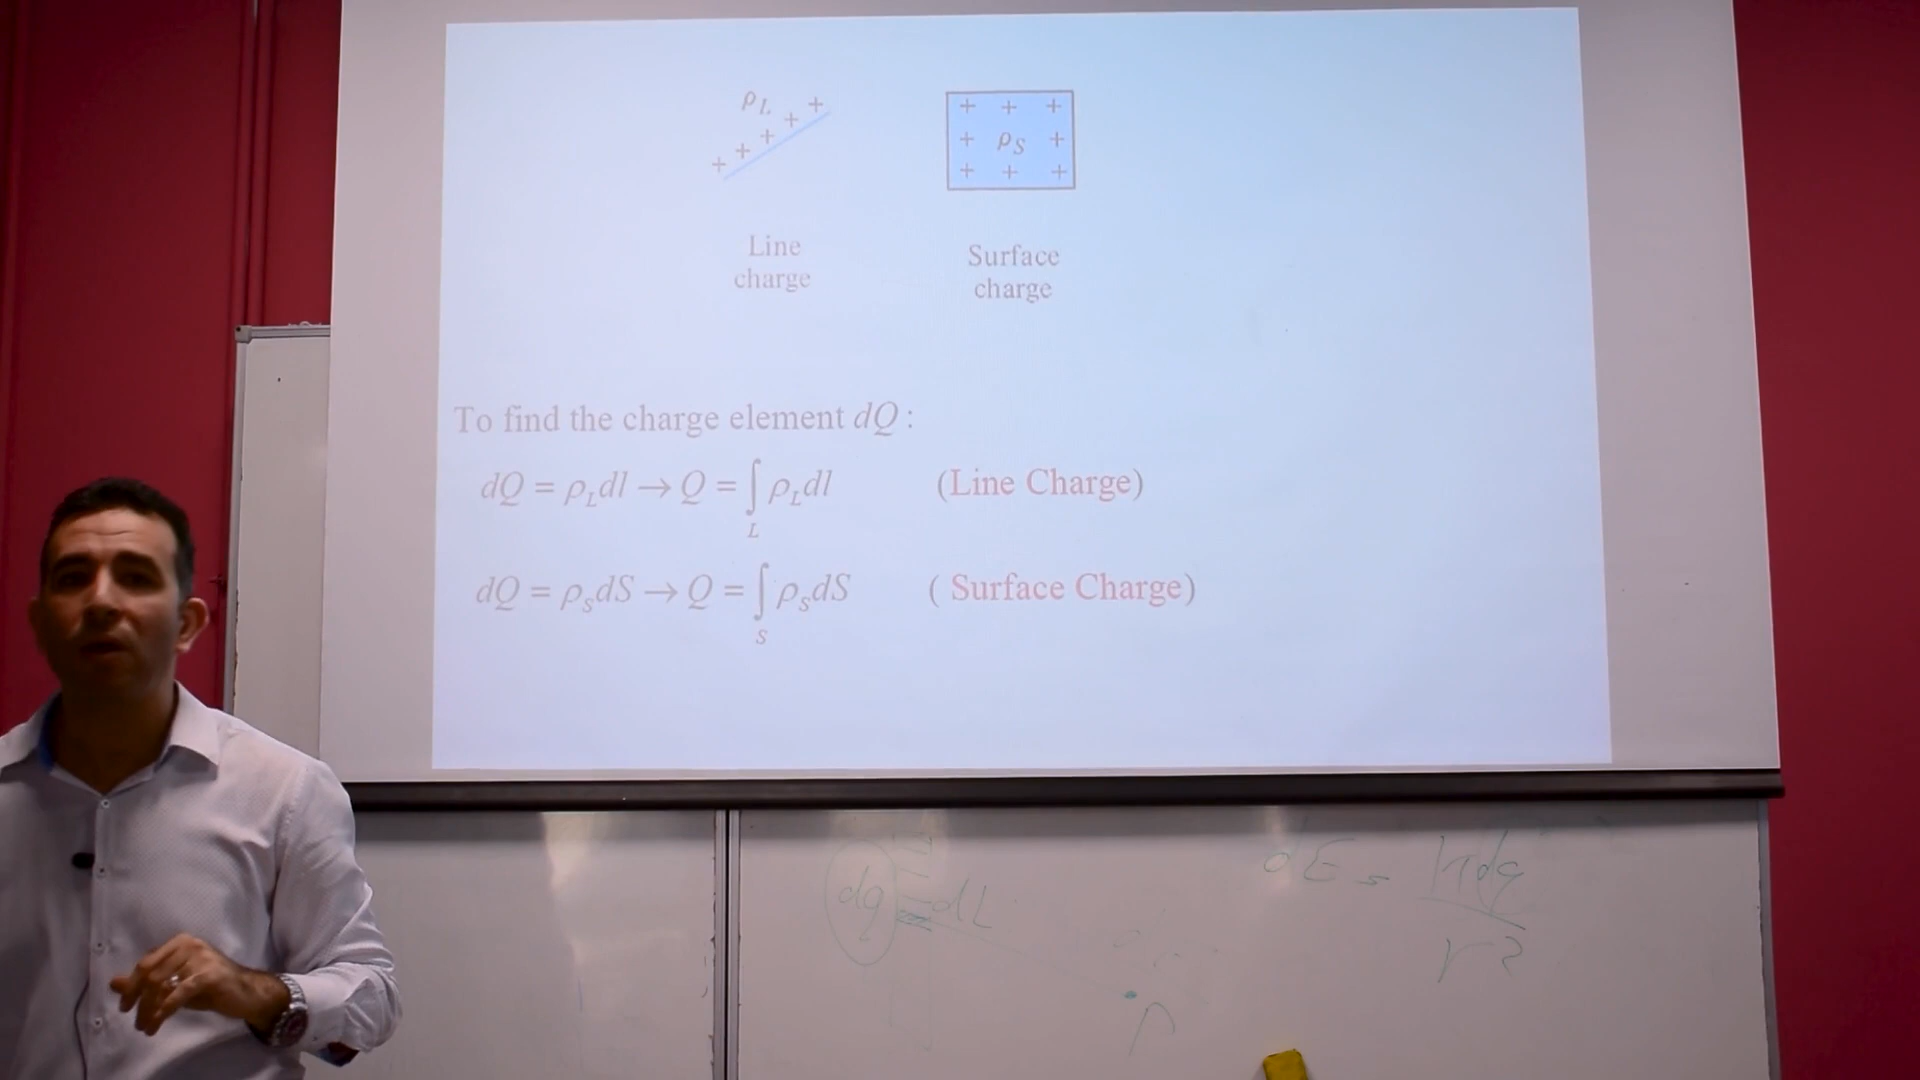 ρL + + + + +
+ + +
+ ρS +
+ + +
Line
charge
Surface
charge
To find the charge element dQ :
dQ = ρLdl → Q = ∫L ρLdl (Line Charge)
dQ = ρSdS → Q = ∫S ρSdS ( Surface Charge)
dq = dL
dE = kdq
r2
P